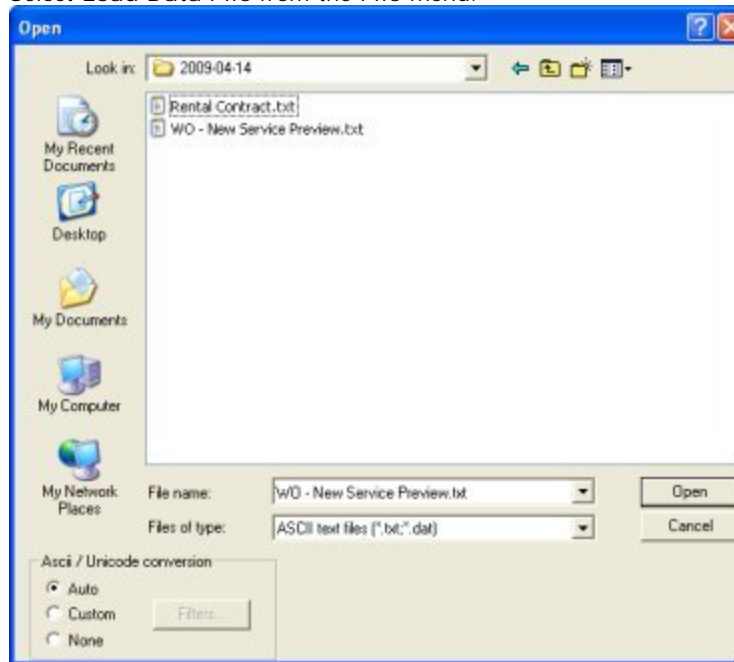 Select Load Data File from the File menu.
Open
Look in:
2009-04-14
Rental Contract.txt
WO - New Service Preview.txt
My Recent
Documents
Desktop
My Documents
My Computer
My Network
Places
File name:
WO - New Service Preview.txt
Open
Files of type:
ASCII text files (*.txt;*.dat)
Cancel
Ascii / Unicode conversion
Auto
Custom
Filters...
None